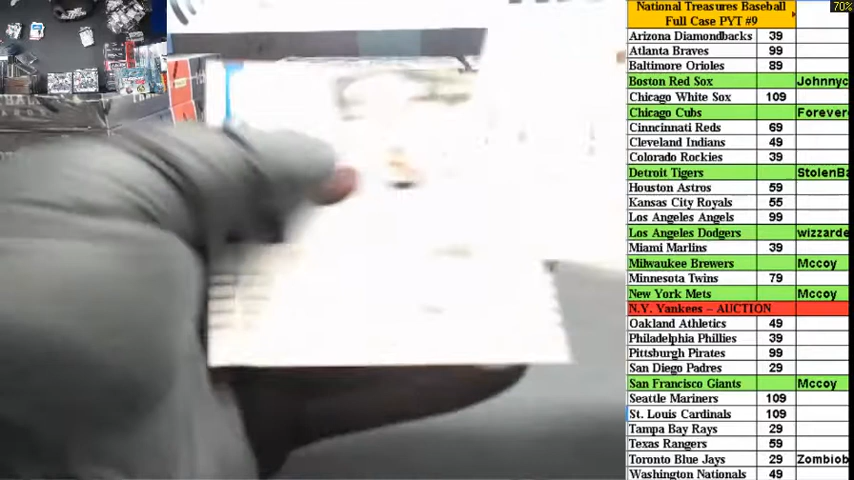 70%
National Treasures Baseball
Full Case PYT #9
Arizona Diamondbacks 39
Atlanta Braves 99
Baltimore Orioles 89
Boston Red Sox Johnnyc
Chicago White Sox 109
Chicago Cubs Forever
Cinncinnati Reds 69
Cleveland Indians 49
Colorado Rockies 39
Detroit Tigers StolenBa
Houston Astros 59
Kansas City Royals 55
Los Angeles Angels 99
Los Angeles Dodgers wizzarde
Miami Marlins 39
Milwaukee Brewers Mccoy
Minnesota Twins 79
New York Mets Mccoy
N.Y. Yankees – AUCTION
Oakland Athletics 49
Philadelphia Phillies 39
Pittsburgh Pirates 99
San Diego Padres 29
San Francisco Giants Mccoy
Seattle Mariners 109
St. Louis Cardinals 109
Tampa Bay Rays 29
Texas Rangers 59
Toronto Blue Jays 29 Zombiob
Washington Nationals 49